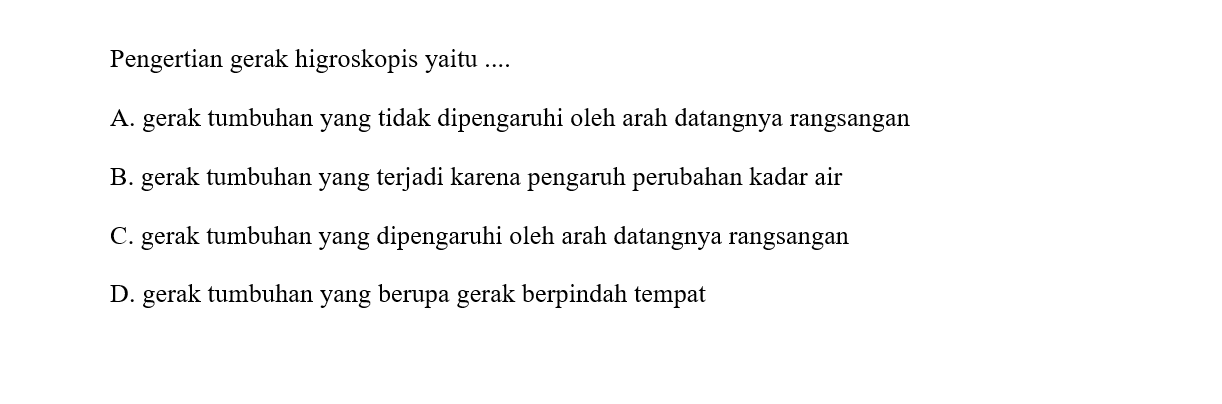 Pengertian gerak higroskopis yaitu ....
A. gerak tumbuhan yang tidak dipengaruhi oleh arah datangnya rangsangan
B. gerak tumbuhan yang terjadi karena pengaruh perubahan kadar air
C. gerak tumbuhan yang dipengaruhi oleh arah datangnya rangsangan
D. gerak tumbuhan yang berupa gerak berpindah tempat